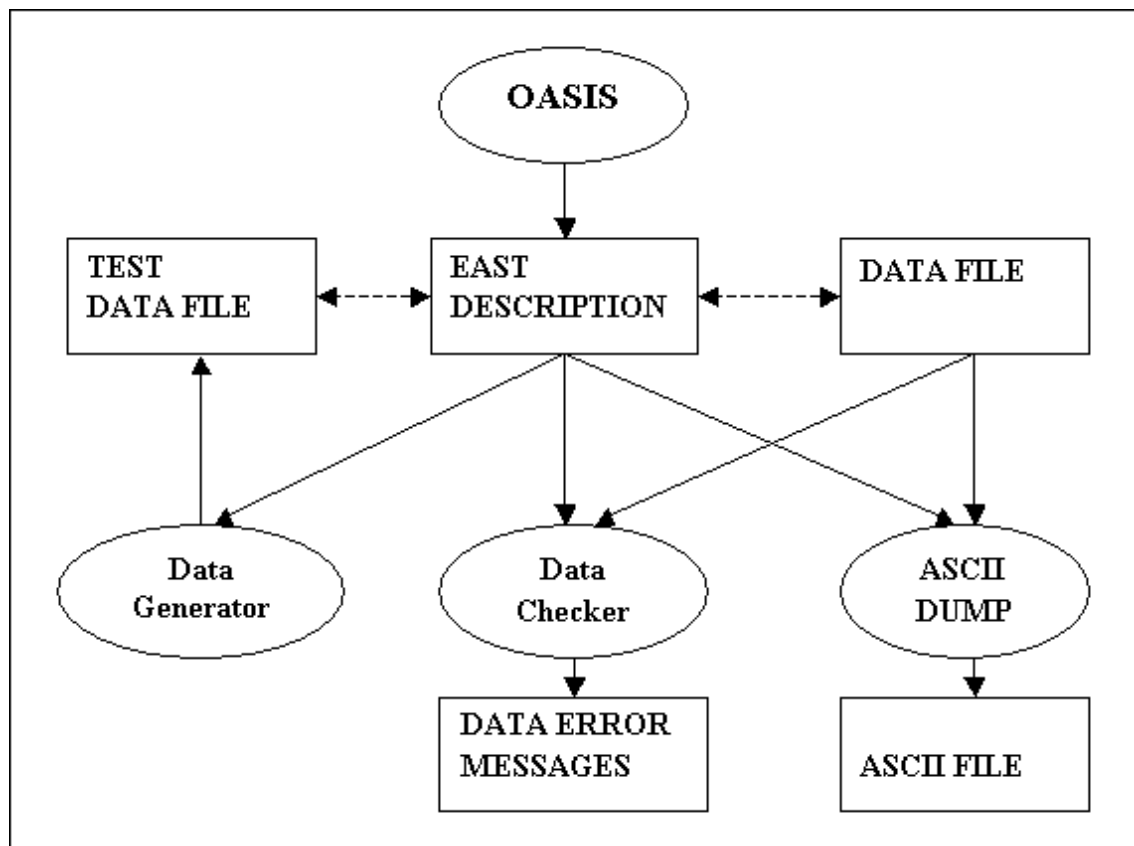 OASIS
TEST
DATA FILE
EAST
DESCRIPTION
DATA FILE
Data
Generator
Data
Checker
ASCII
DUMP
DATA ERROR
MESSAGES
ASCII FILE